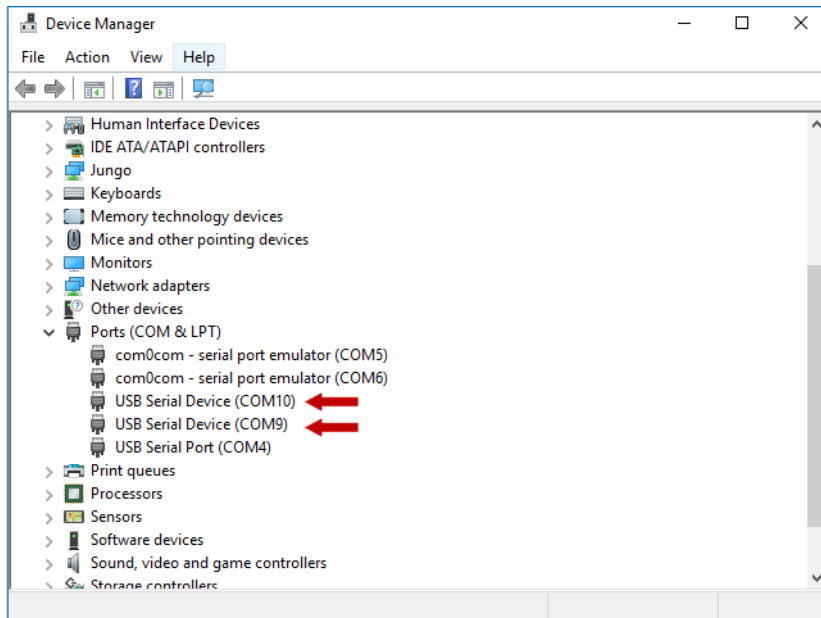 Device Manager
File Action View Help
Human Interface Devices
IDE ATA/ATAPI controllers
Jungo
Keyboards
Memory technology devices
Mice and other pointing devices
Monitors
Network adapters
Other devices
Ports (COM & LPT)
com0com - serial port emulator (COM5)
com0com - serial port emulator (COM6)
USB Serial Device (COM10)
USB Serial Device (COM9)
USB Serial Port (COM4)
Print queues
Processors
Sensors
Software devices
Sound, video and game controllers
Storage controllers